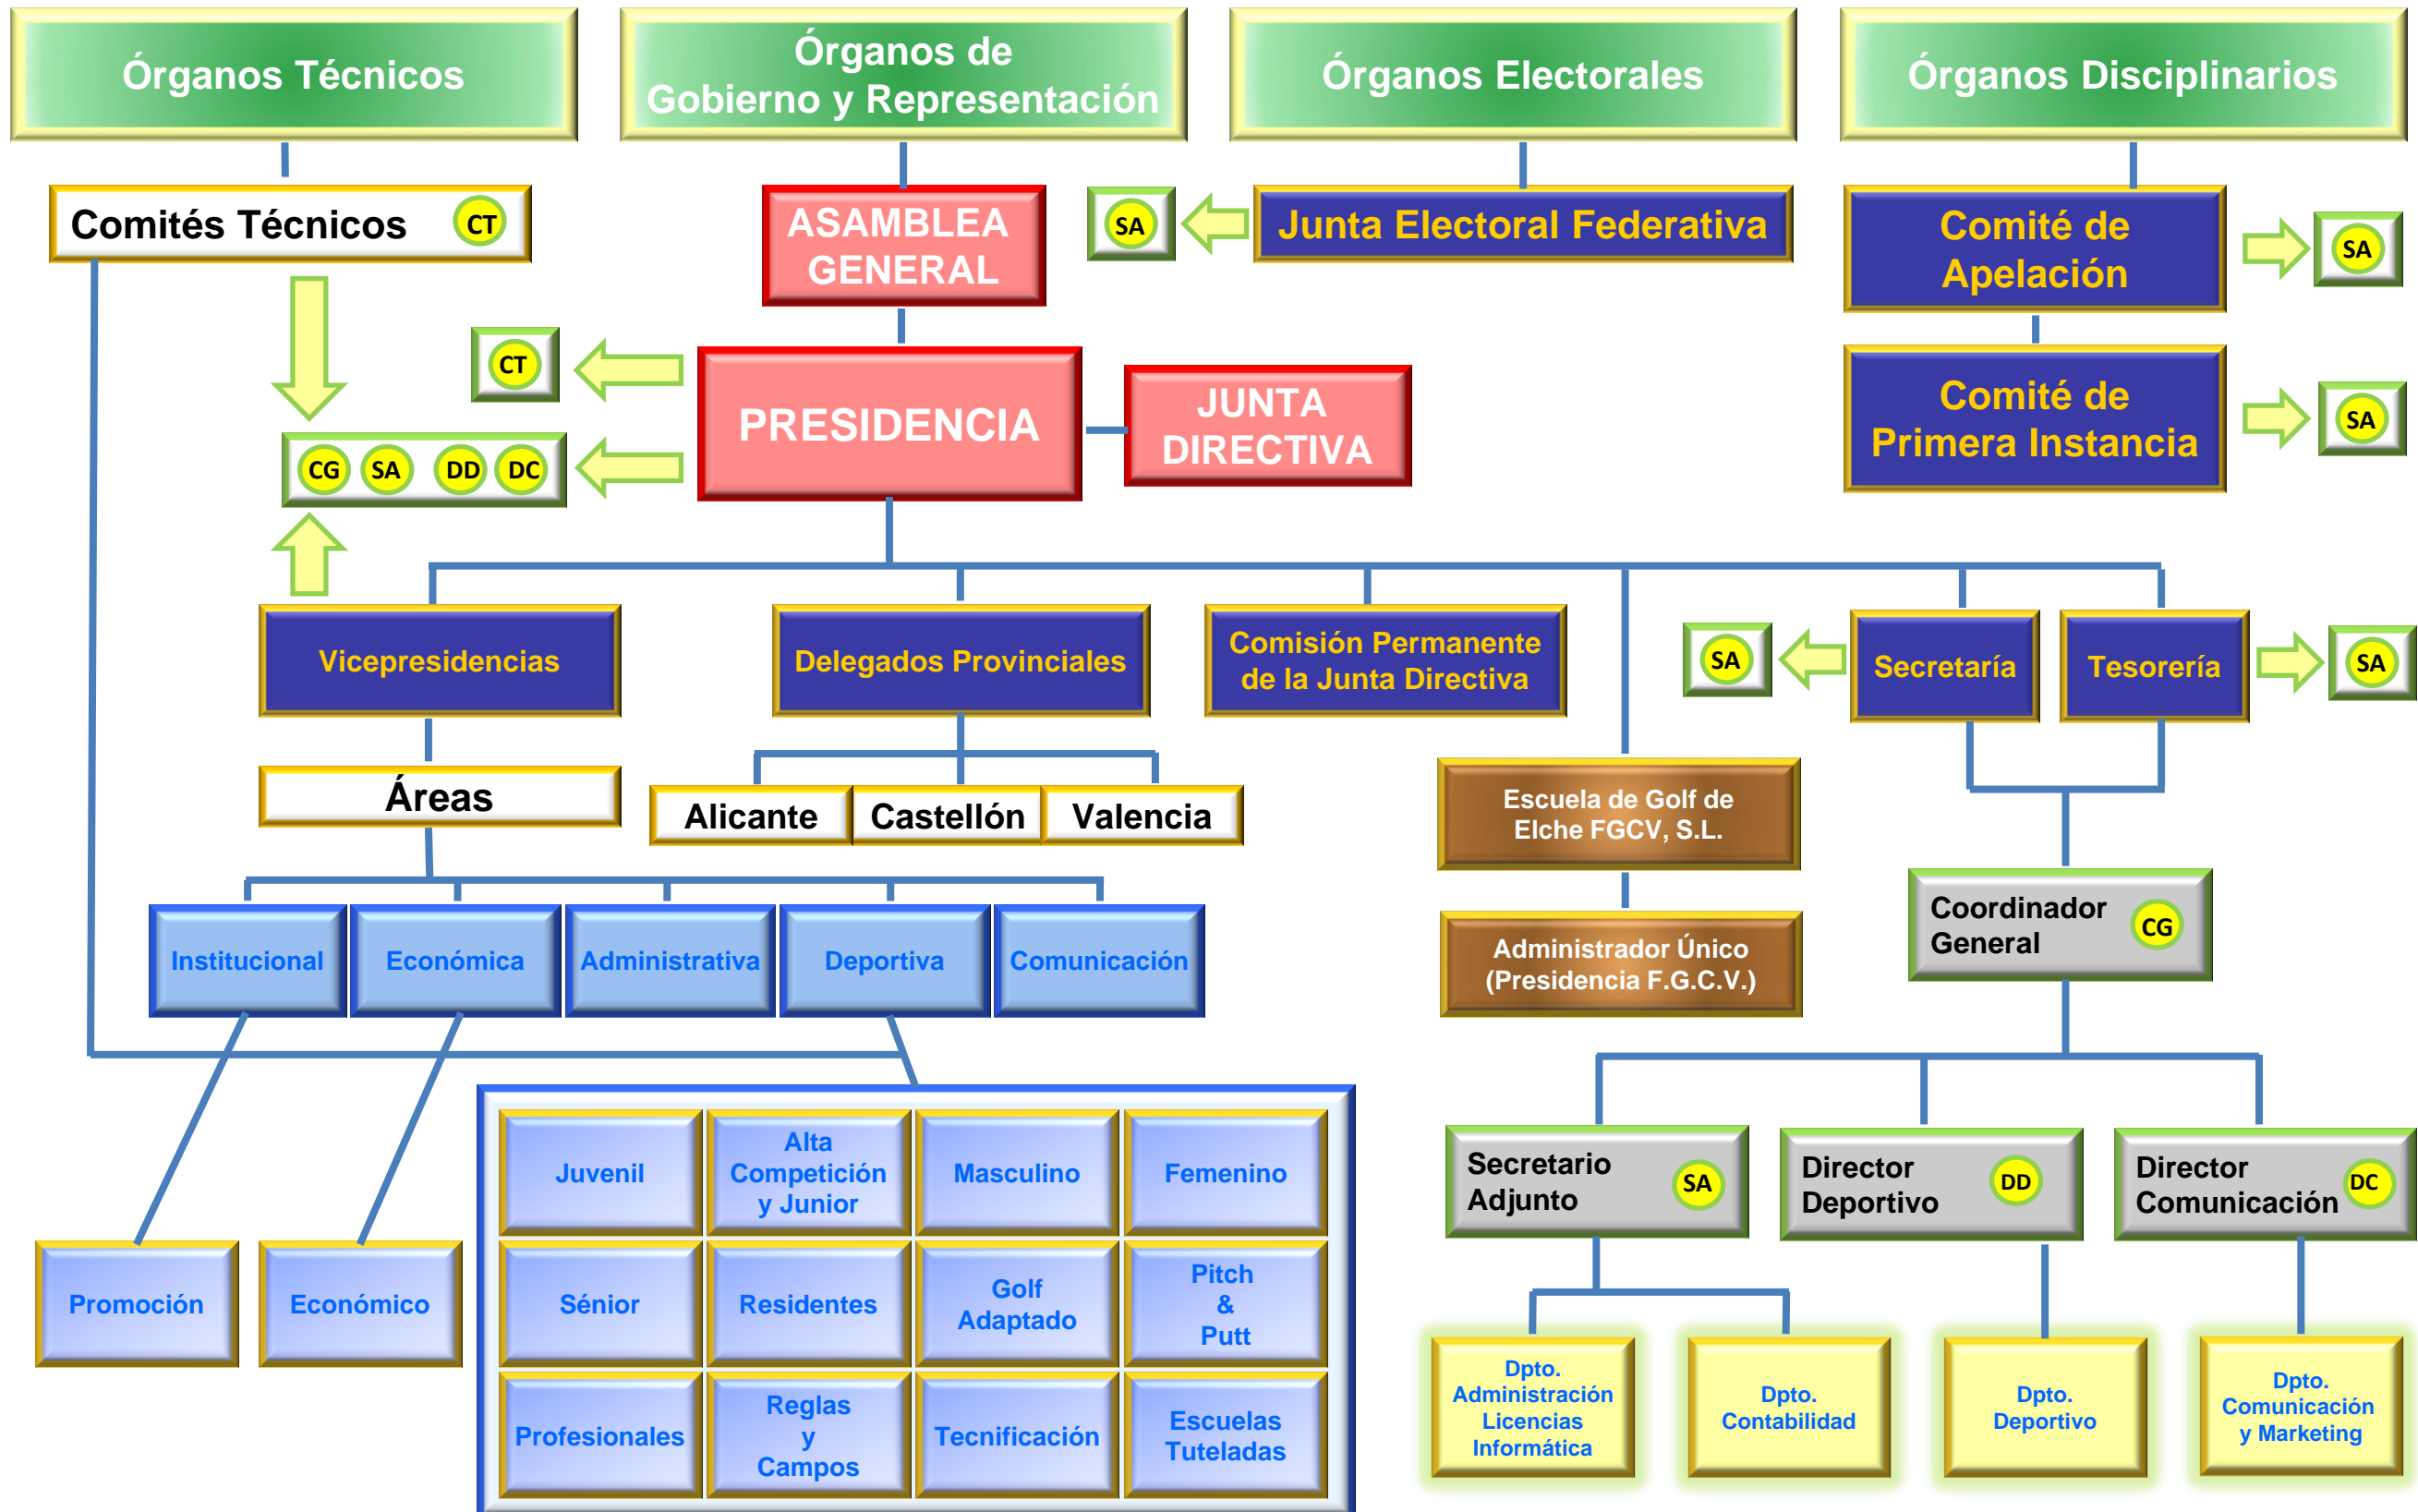 Órganos Técnicos
Órganos de
Gobierno y Representación
Órganos Electorales
Órganos Disciplinarios
Comités Técnicos CT
ASAMBLEA
GENERAL
SA
Junta Electoral Federativa
Comité de
Apelación
SA
CT
PRESIDENCIA
JUNTA
DIRECTIVA
Comité de
Primera Instancia
SA
CG SA DD DC
Vicepresidencias
Delegados Provinciales
Comisión Permanente
de la Junta Directiva
SA
Secretaría
Tesorería
SA
Áreas
Alicante
Castellón
Valencia
Escuela de Golf de
Elche FGCV, S.L.
Institucional
Económica
Administrativa
Deportiva
Comunicación
Administrador Único
(Presidencia F.G.C.V.)
Coordinador
General
CG
Juvenil
Alta
Competición
y Junior
Masculino
Femenino
Secretario
Adjunto
SA
Director
Deportivo
DD
Director
Comunicación
DC
Promoción
Económico
Sénior
Residentes
Golf
Adaptado
Pitch
&
Putt
Profesionales
Reglas
y
Campos
Tecnificación
Escuelas
Tuteladas
Dpto.
Administración
Licencias
Informática
Dpto.
Contabilidad
Dpto.
Deportivo
Dpto.
Comunicación
y Marketing